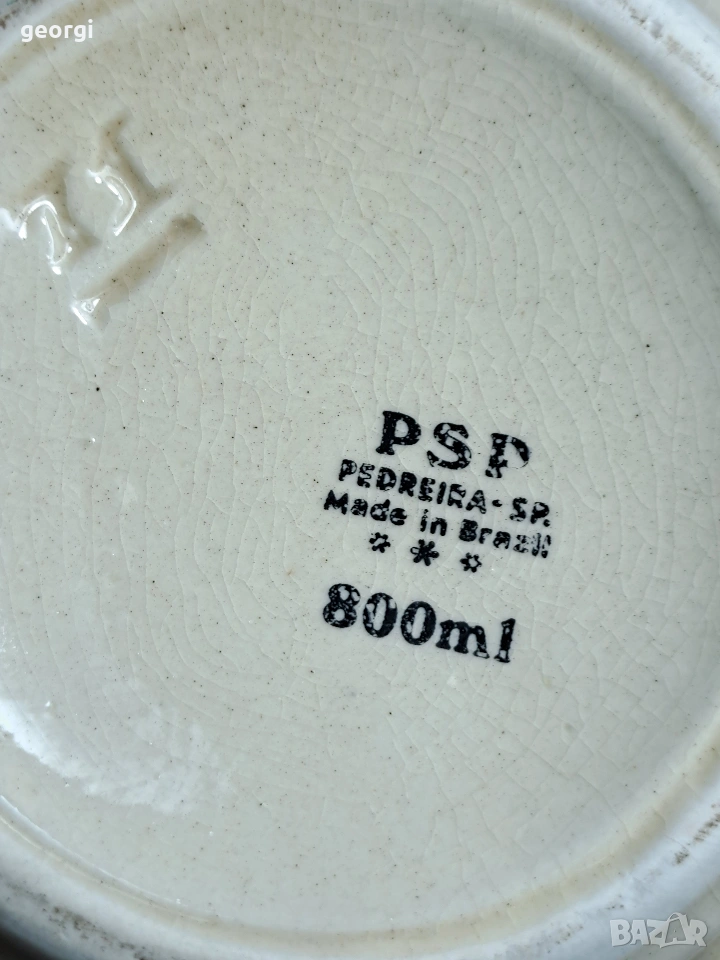 georgi
PSP
PEDREIRA-SP.
Made in Brazil
800ml
BAZAR